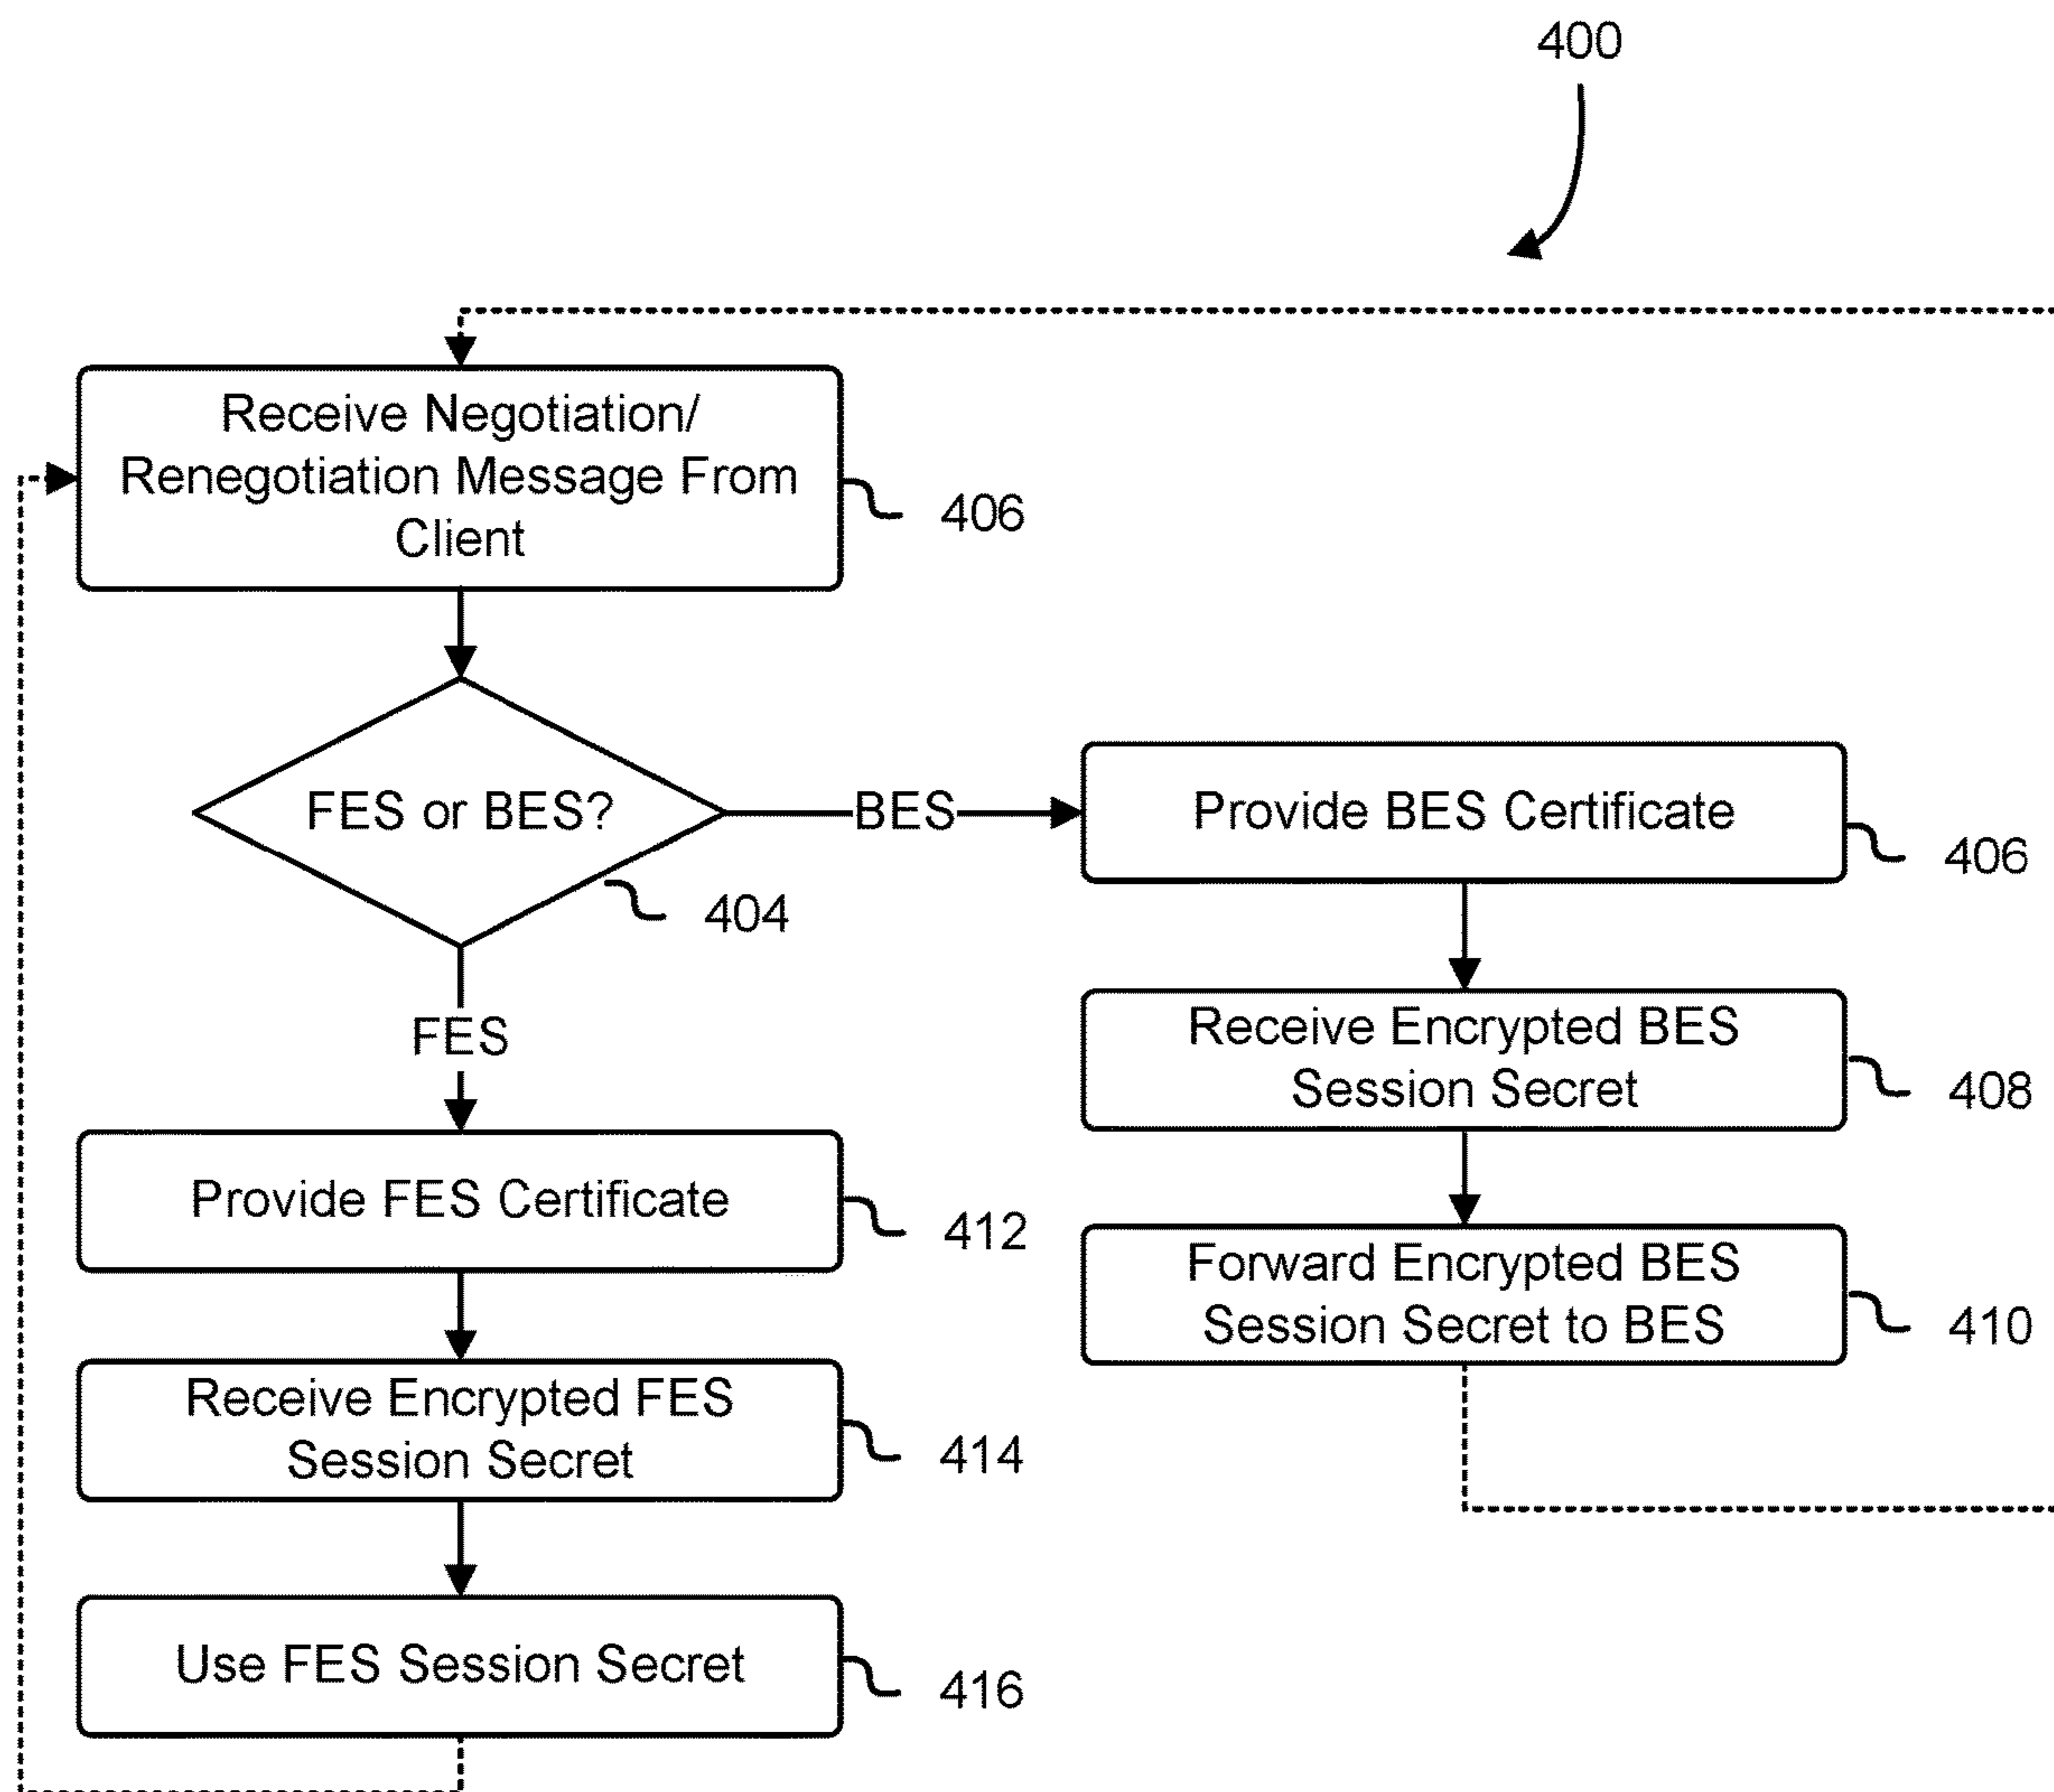 400
Receive Negotiation/
Renegotiation Message From
Client
406
FES or BES?
404
BES
Provide BES Certificate
406
Receive Encrypted BES
Session Secret
408
Forward Encrypted BES
Session Secret to BES
410
FES
Provide FES Certificate
412
Receive Encrypted FES
Session Secret
414
Use FES Session Secret
416